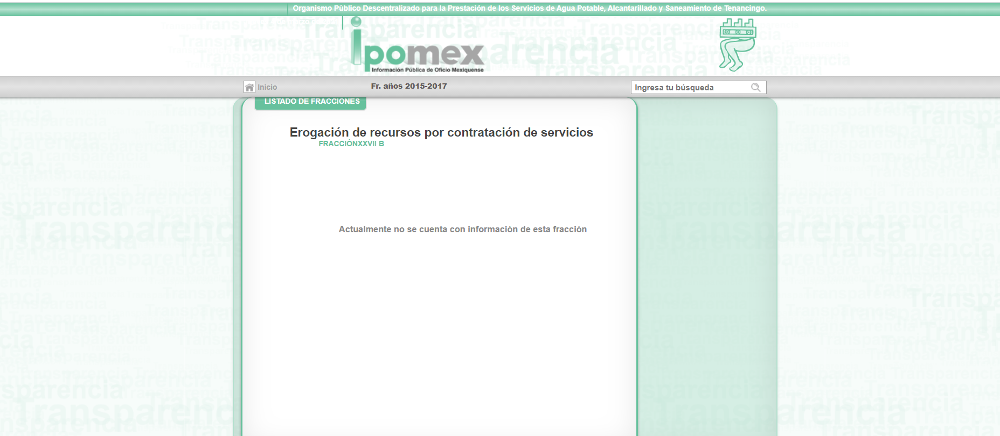 Organismo Público Descentralizado para la Prestación de los Servicios de Agua Potable, Alcantarillado y Saneamiento de Tenancingo.
ipomex
Información Pública de Oficio Mexiquense
Inicio
Fr. años 2015-2017
Ingresa tu búsqueda
LISTADO DE FRACCIONES
Erogación de recursos por contratación de servicios
FRACCIÓNXXVII B
Actualmente no se cuenta con información de esta fracción